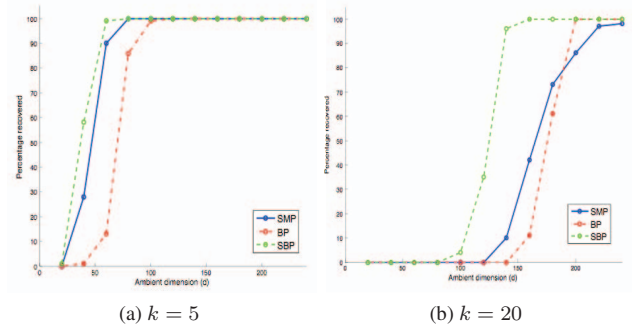 100
90
80
70
60
50
40
30
20
10
0
Percentage recovered
0 50 100 150 200
Ambient dimension (d)
SMP
BP
SBP
(a) k = 5
100
90
80
70
60
50
40
30
20
10
0
Percentage recovered
0 50 100 150 200
Ambient dimension (d)
SMP
BP
SBP
(b) k = 20